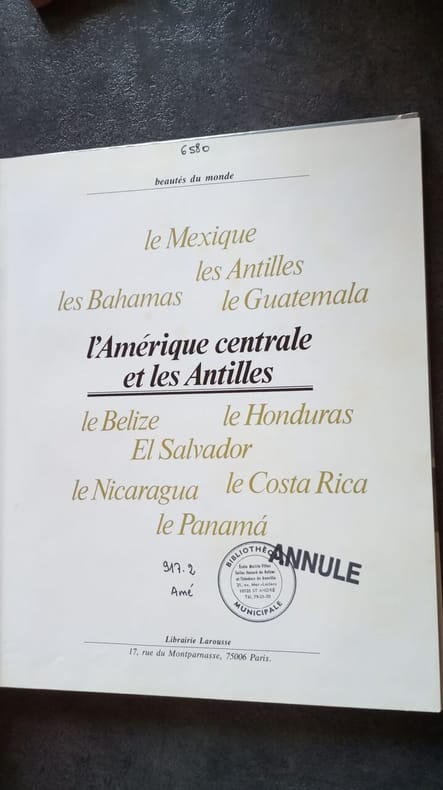 6580
beautés du monde
le Mexique
les Antilles
les Bahamas le Guatemala
l'Amérique centrale
et les Antilles
le Belize le Honduras
El Salvador
le Nicaragua le Costa Rica
le Panamá
917.2
Amé
BIBLIOTHÈQUE
MUNICIPALE
ANNULE
Librairie Larousse
17, rue du Montparnasse, 75006 Paris.